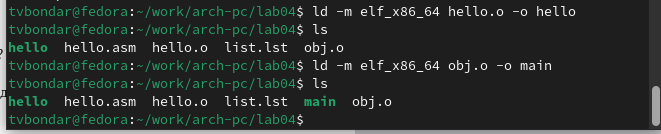 tvbondar@fedora:~/work/arch-pc/lab04$ ld -m elf_x86_64 hello.o -o hello
tvbondar@fedora:~/work/arch-pc/lab04$ ls
hello  hello.asm  hello.o  list.lst  obj.o
tvbondar@fedora:~/work/arch-pc/lab04$ ld -m elf_x86_64 obj.o -o main
tvbondar@fedora:~/work/arch-pc/lab04$ ls
hello  hello.asm  hello.o  list.lst  main  obj.o
tvbondar@fedora:~/work/arch-pc/lab04$